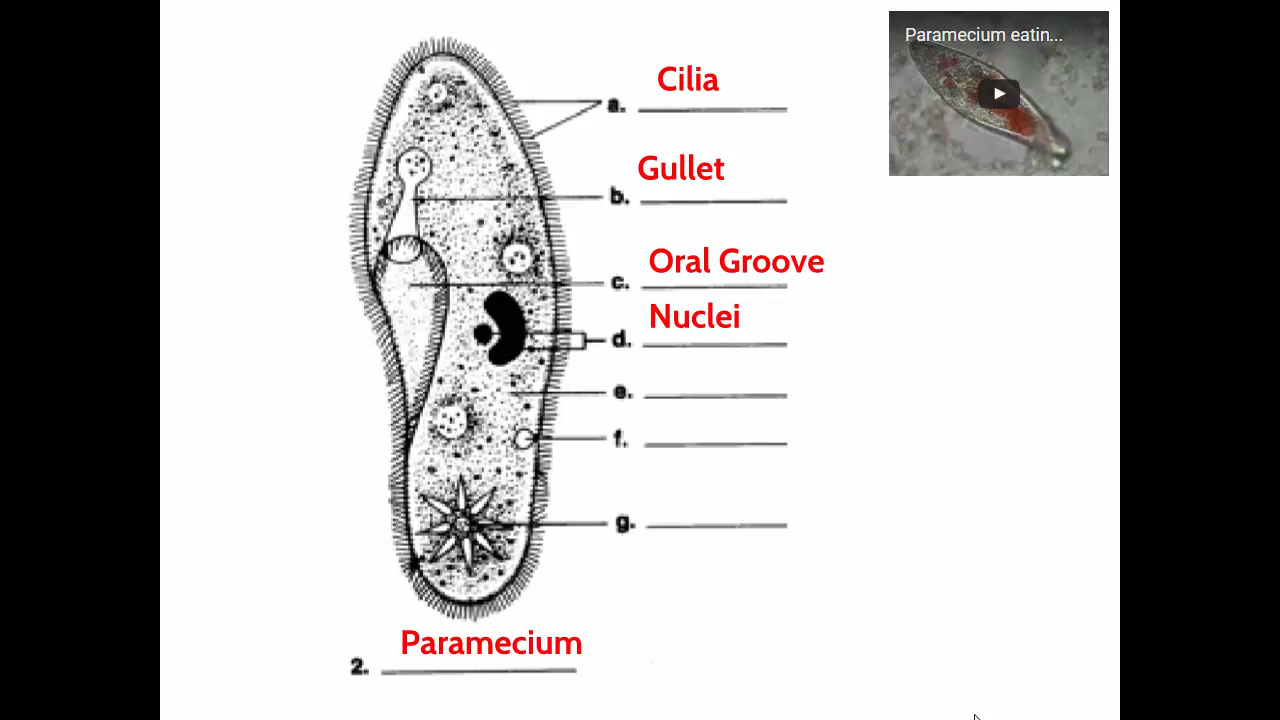 Paramecium eatin...
Cilia
a.
Gullet
b.
Oral Groove
c.
Nuclei
d.
e.
f.
g.
Paramecium
2.